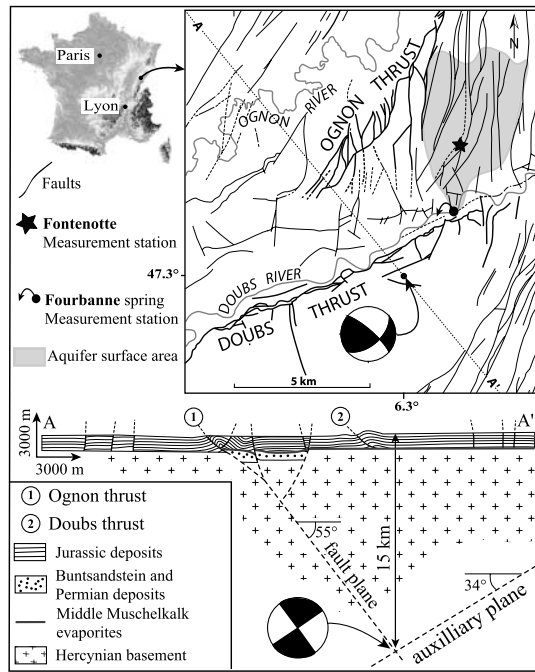 Paris
Lyon
Faults
Fontenotte
Measurement station
Fourbanne spring
Measurement station
Aquifer surface area
A
N
OGNON RIVER
OGNON THRUST
47.3°
DOUBS RIVER
DOUBS THRUST
5 km
6.3°
A'
A
1
2
A'
3000 m
3000 m
1 Ognon thrust
2 Doubs thrust
Jurassic deposits
Buntsandstein and
Permian deposits
Middle Muschelkalk
evaporites
Hercynian basement
55°
fault plane
15 km
34°
auxilliary plane